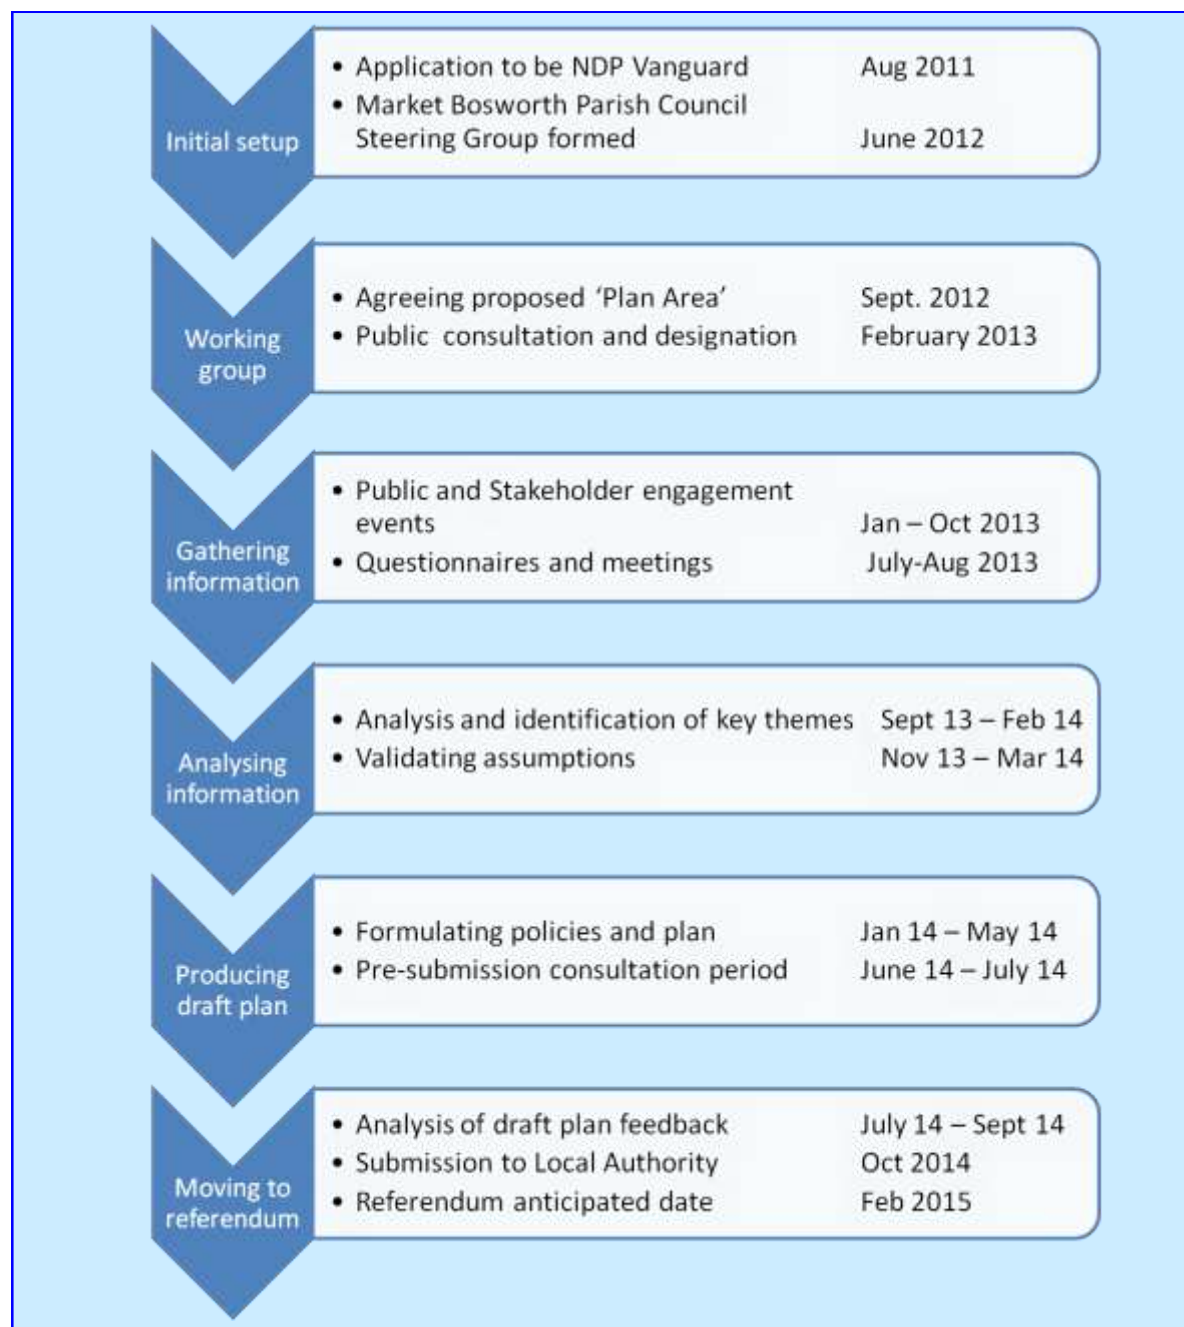 Initial setup
• Application to be NDP Vanguard Aug 2011
• Market Bosworth Parish Council
Steering Group formed June 2012
Working
group
• Agreeing proposed ‘Plan Area’ Sept. 2012
• Public consultation and designation February 2013
Gathering
information
• Public and Stakeholder engagement
events Jan – Oct 2013
• Questionnaires and meetings July-Aug 2013
Analysing
information
• Analysis and identification of key themes Sept 13 – Feb 14
• Validating assumptions Nov 13 – Mar 14
Producing
draft plan
• Formulating policies and plan Jan 14 – May 14
• Pre-submission consultation period June 14 – July 14
Moving to
referendum
• Analysis of draft plan feedback July 14 – Sept 14
• Submission to Local Authority Oct 2014
• Referendum anticipated date Feb 2015